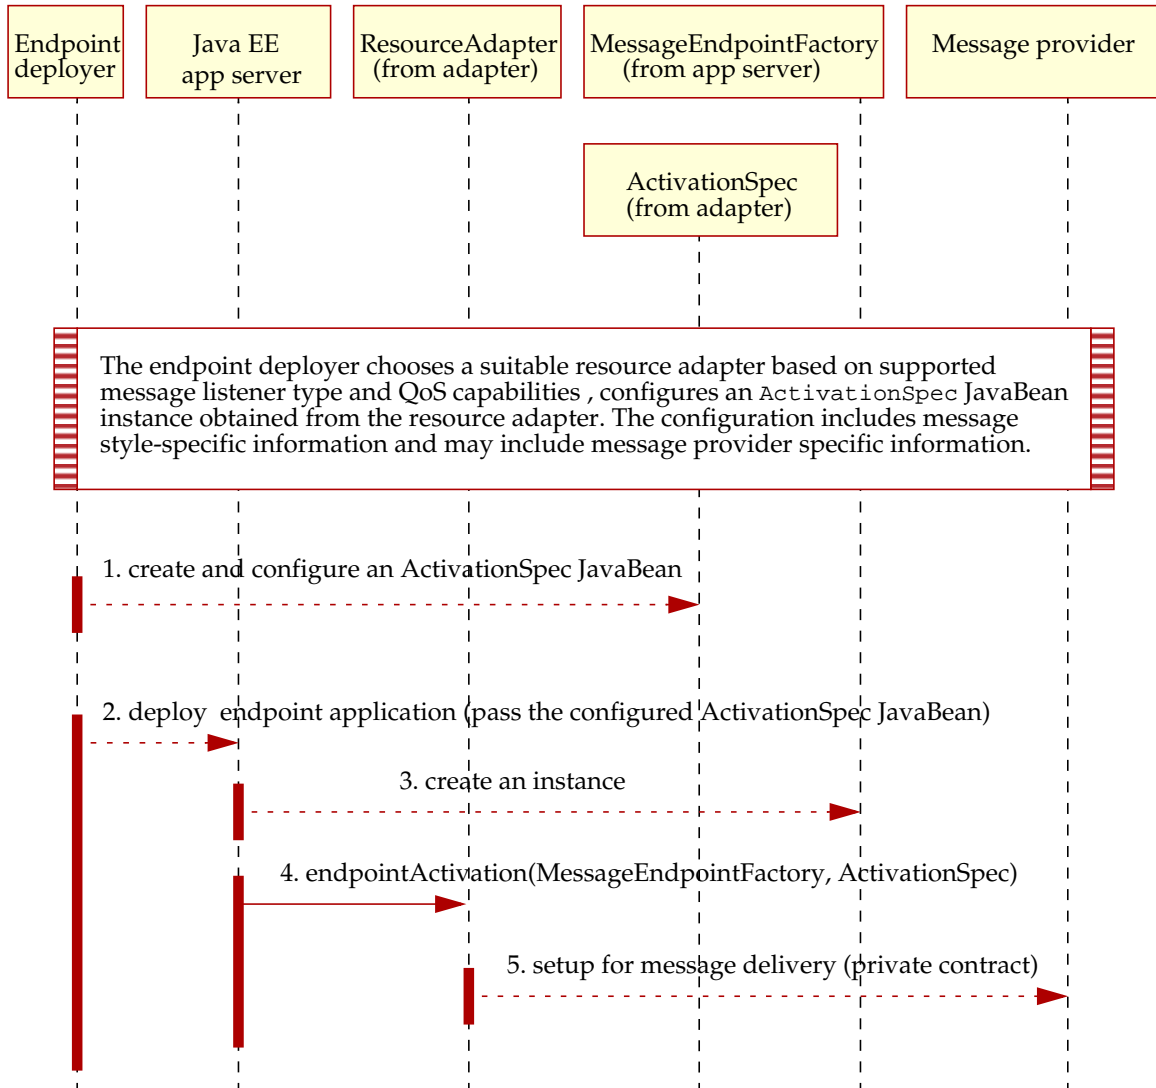 Endpoint
deployer
Java EE
app server
ResourceAdapter
(from adapter)
MessageEndpointFactory
(from app server)
Message provider
ActivationSpec
(from adapter)
The endpoint deployer chooses a suitable resource adapter based on supported
message listener type and QoS capabilities , configures an ActivationSpec JavaBean
instance obtained from the resource adapter. The configuration includes message
style-specific information and may include message provider specific information.
1. create and configure an ActivationSpec JavaBean
2. deploy  endpoint application (pass the configured ActivationSpec JavaBean)
3. create an instance
4. endpointActivation(MessageEndpointFactory, ActivationSpec)
5. setup for message delivery (private contract)